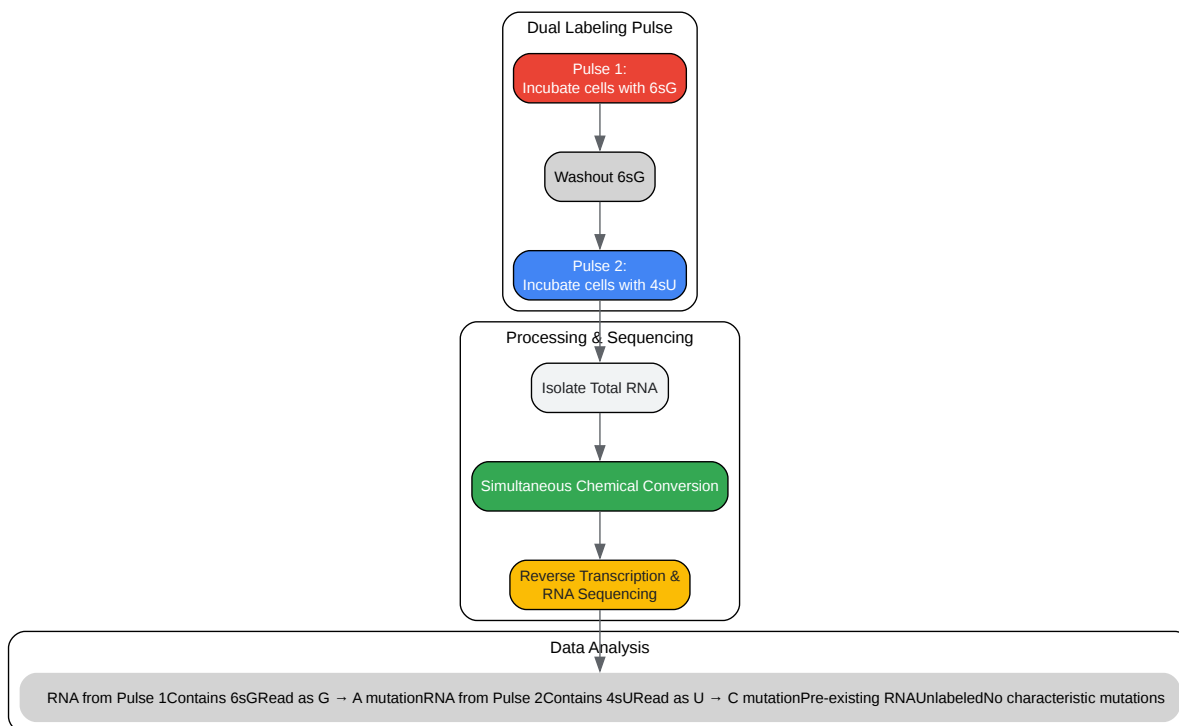 Dual Labeling Pulse
Pulse 1:
Incubate cells with 6sG
Washout 6sG
Pulse 2:
Incubate cells with 4sU
Processing & Sequencing
Isolate Total RNA
Simultaneous Chemical Conversion
Reverse Transcription &
RNA Sequencing
Data Analysis
RNA from Pulse 1Contains 6sGRead as G → A mutationRNA from Pulse 2Contains 4sURead as U → C mutationPre-existing RNAUnlabeledNo characteristic mutations